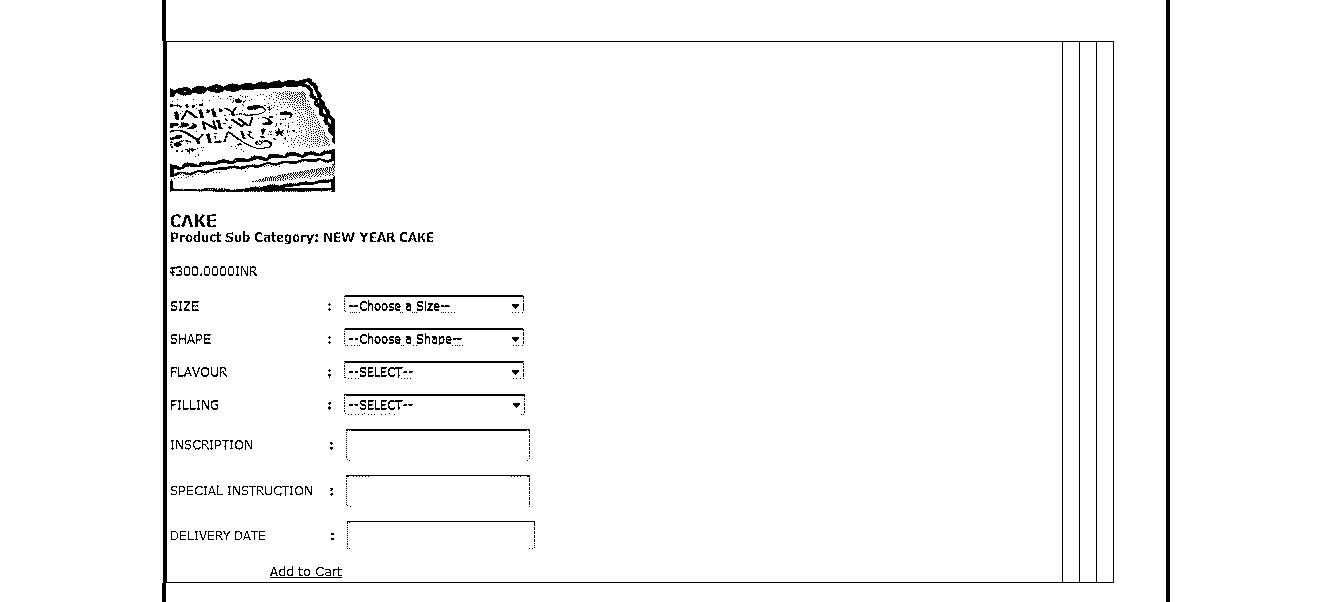 HAPPY
NEW
YEAR
CAKE
Product Sub Category: NEW YEAR CAKE
₹300.0000INR
SIZE : --Choose a Size--
SHAPE : --Choose a Shape--
FLAVOUR : --SELECT--
FILLING : --SELECT--
INSCRIPTION :
SPECIAL INSTRUCTION :
DELIVERY DATE :
Add to Cart